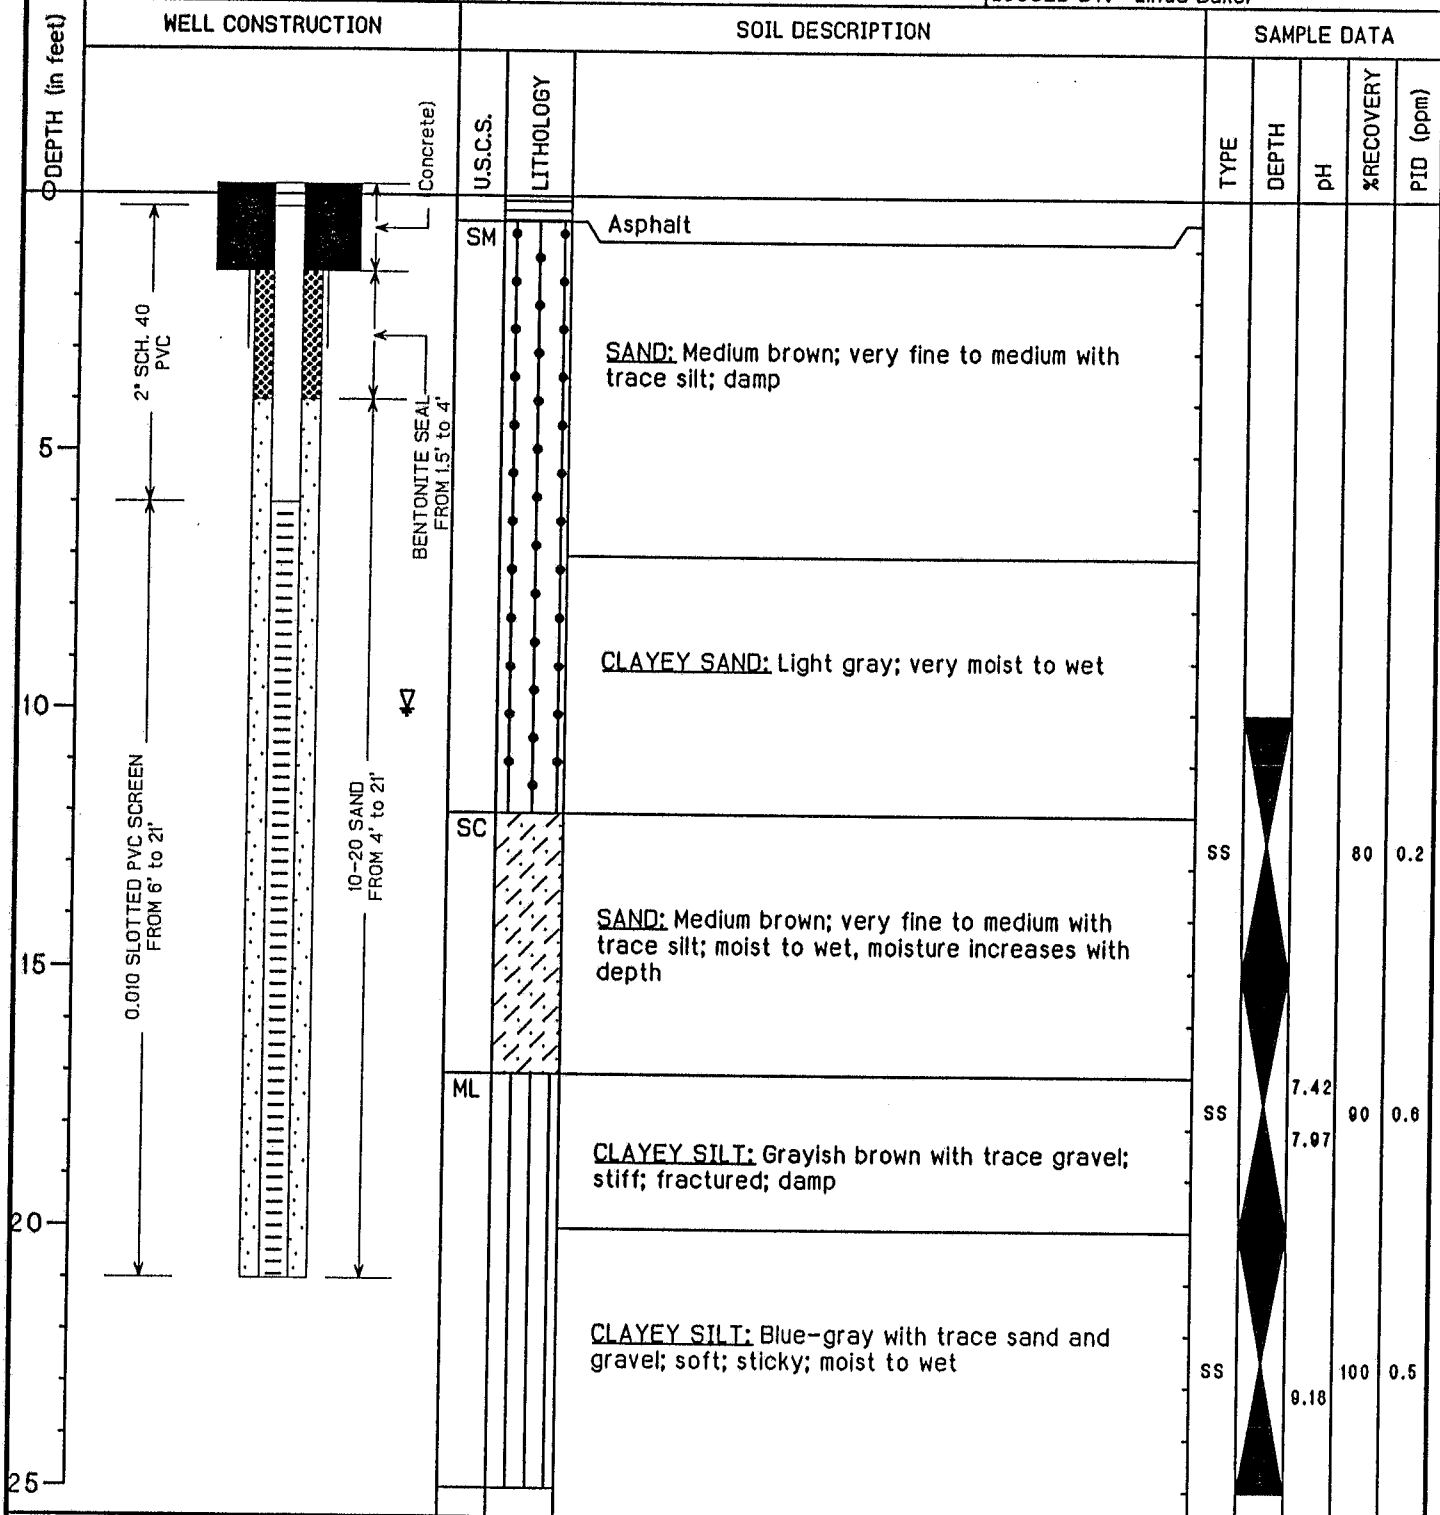 WELL CONSTRUCTION
SOIL DESCRIPTION
SAMPLE DATA
DEPTH (in feet)
U.S.C.S.
LITHOLOGY
TYPE
DEPTH
pH
%RECOVERY
PID (ppm)
0
5
10
15
20
25
Concrete)
2" SCH. 40
PVC
BENTONITE SEAL
FROM 1.5' to 4'
0.010 SLOTTED PVC SCREEN
FROM 6' to 21'
10-20 SAND
FROM 4' to 21'
SM
Asphalt
SAND: Medium brown; very fine to medium with
trace silt; damp
CLAYEY SAND: Light gray; very moist to wet
SC
SS
80
0.2
SAND: Medium brown; very fine to medium with
trace silt; moist to wet, moisture increases with
depth
ML
7.42
SS
90
0.6
7.97
CLAYEY SILT: Grayish brown with trace gravel;
stiff; fractured; damp
CLAYEY SILT: Blue-gray with trace sand and
gravel; soft; sticky; moist to wet
SS
100
0.5
9.18